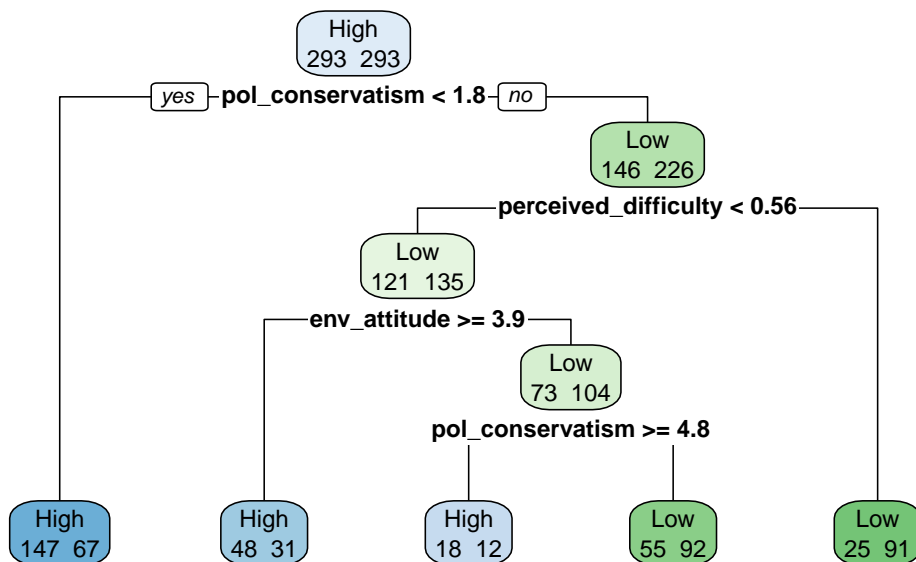 High
293 293
yes pol_conservatism < 1.8 no
Low
146 226
perceived_difficulty < 0.56
Low
121 135
env_attitude >= 3.9
Low
73 104
pol_conservatism >= 4.8
High
147 67
High
48 31
High
18 12
Low
55 92
Low
25 91